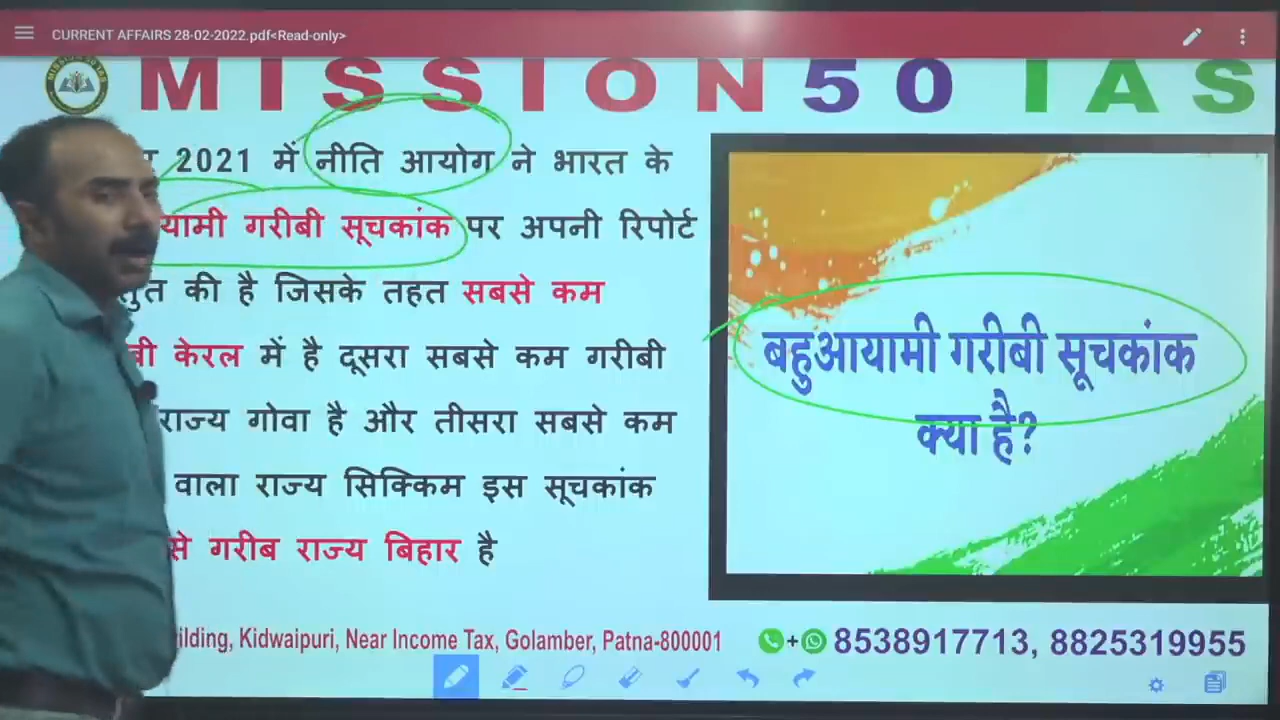 CURRENT AFFAIRS 28-02-2022.pdf<Read-only>
MISSION 50 IAS
2021 में नीति आयोग ने भारत के
गरीबी सूचकांक पर अपनी रिपोर्ट
की है जिसके तहत सबसे कम
केरल में है दूसरा सबसे कम गरीबी
राज्य गोवा है और तीसरा सबसे कम
वाला राज्य सिक्किम इस सूचकांक
गरीब राज्य बिहार है
बहुआयामी गरीबी सूचकांक
क्या है?
Kidwaipuri, Near Income Tax, Golamber, Patna-800001
+ 8538917713, 8825319955